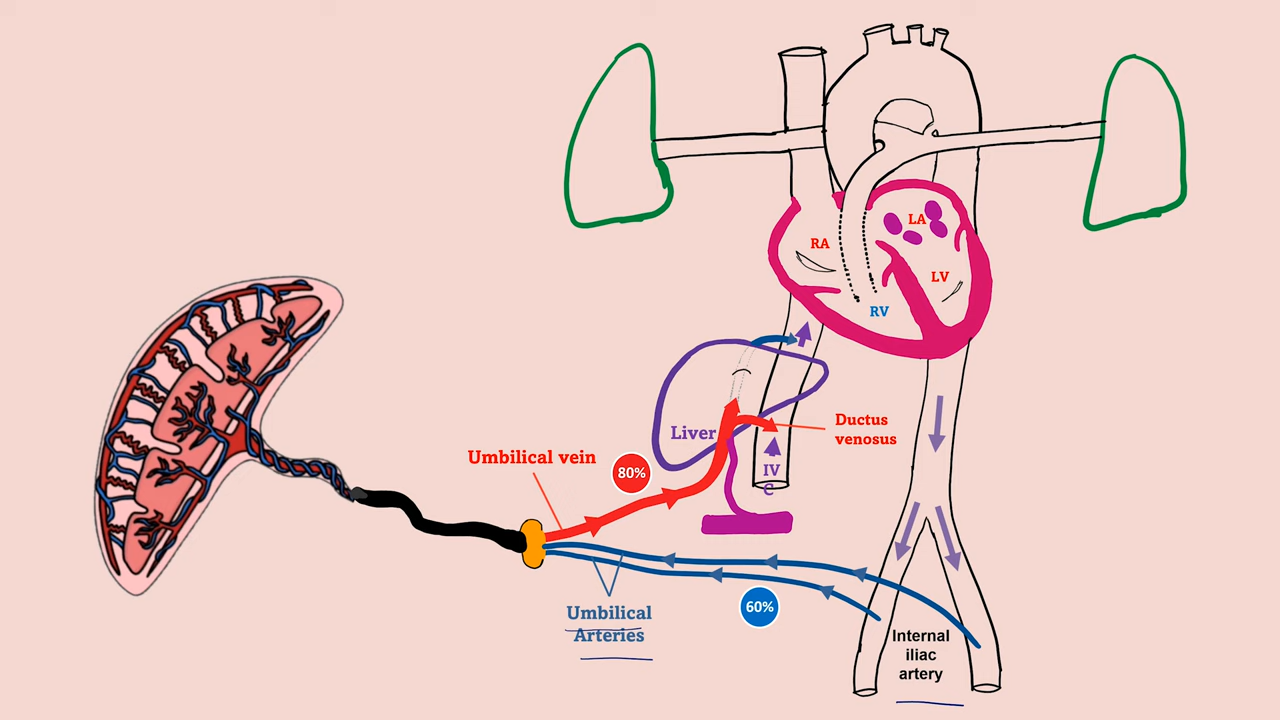 LA
RA
LV
RV
Liver
Ductus
venosus
Umbilical vein
80%
IV
C
60%
Umbilical
Arteries
Internal
iliac
artery